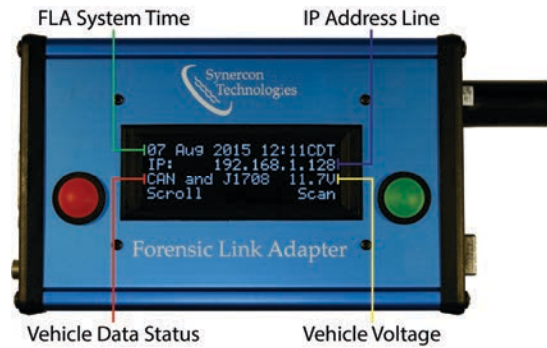 FLA System Time
IP Address Line
Synercon
Technologies
07 Aug 2015 12:11CDT
IP: 192.168.1.128
CAN and J1708 11.7V
Scroll Scan
Forensic Link Adapter
Vehicle Data Status
Vehicle Voltage